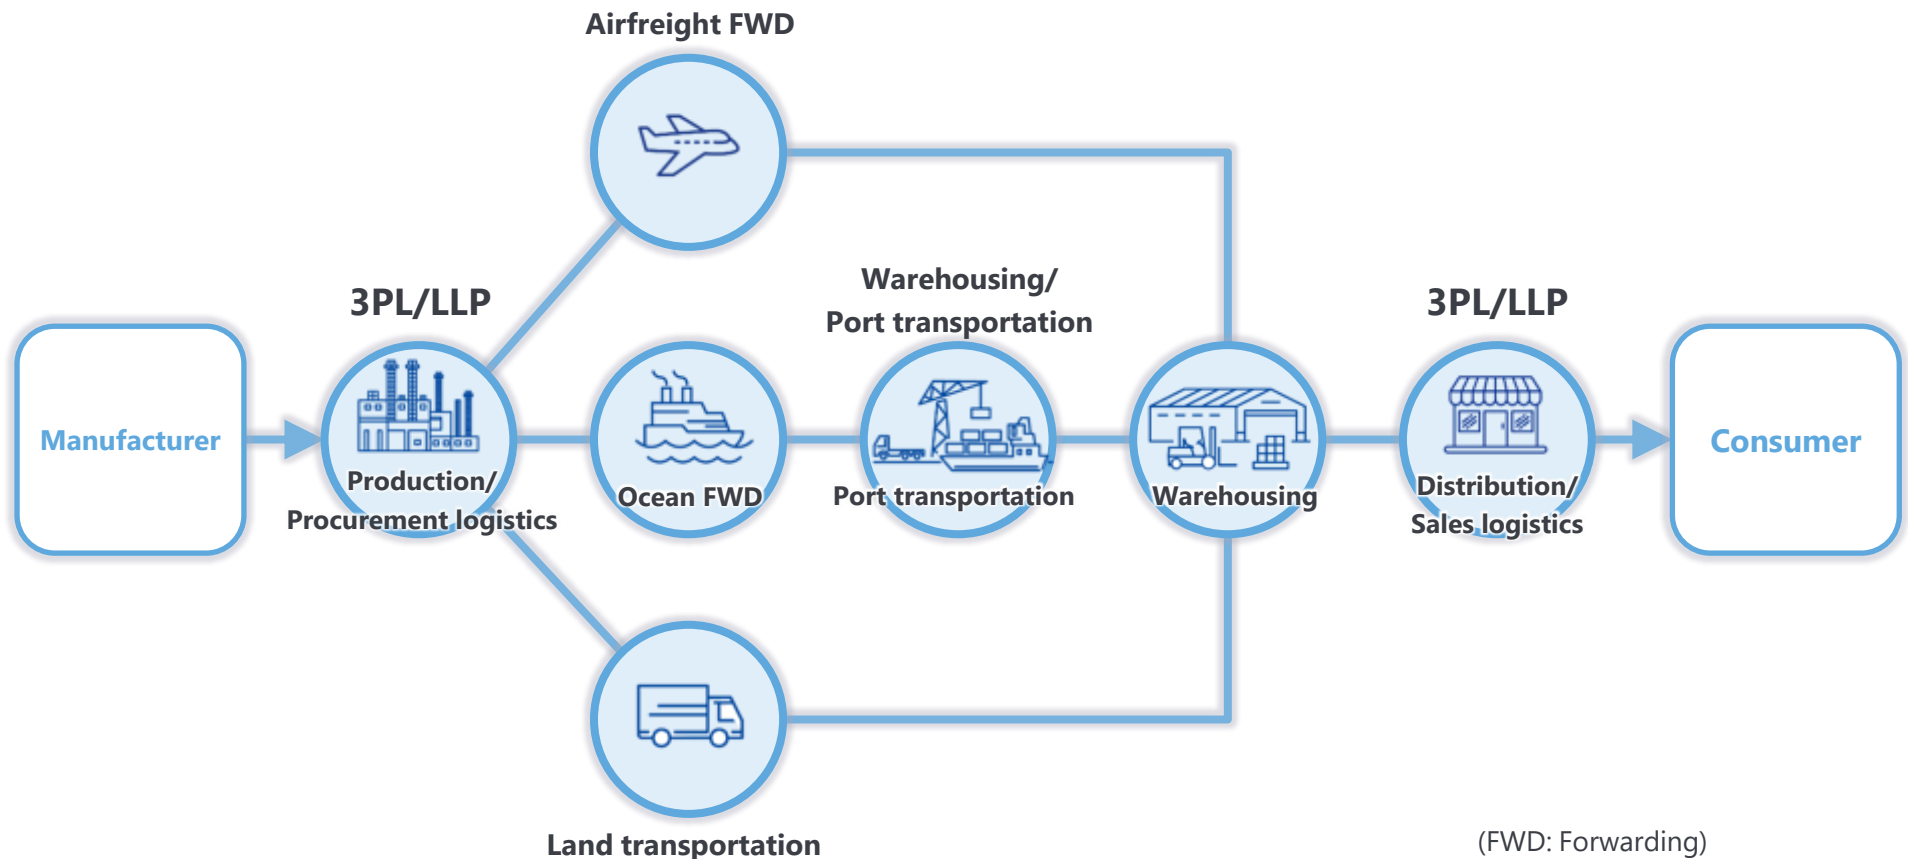 Airfreight FWD
3PL/LLP
Warehousing/
Port transportation
3PL/LLP
Manufacturer
Production/
Procurement logistics
Ocean FWD
Port transportation
Warehousing
Distribution/
Sales logistics
Consumer
Land transportation
(FWD: Forwarding)